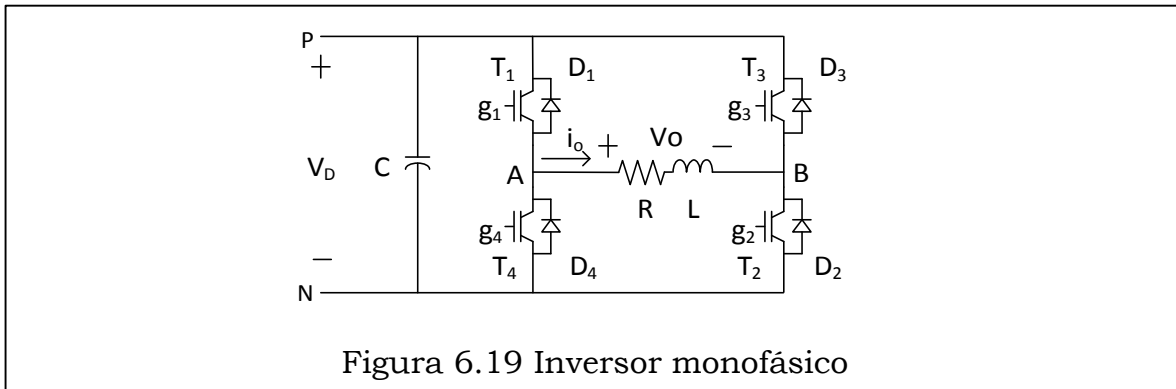 P
+
T₁ D₁ T₃ D₃
g₁ g₃
iₒ + Vo −
V_D C A B
R L
g₄ g₂
− T₄ D₄ T₂ D₂
N
Figura 6.19 Inversor monofásico